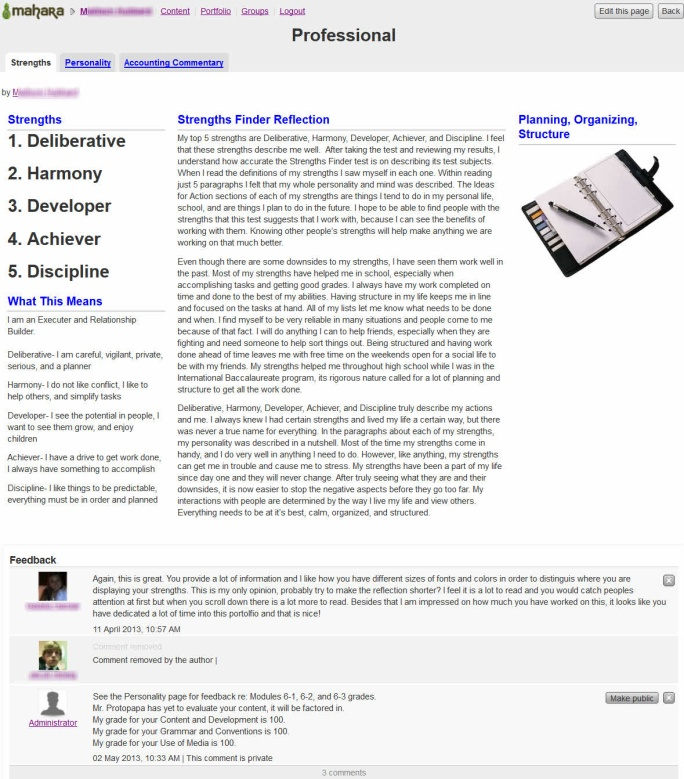 mahara
Content | Portfolio | Groups | Logout
Edit this page
Back
Professional
Strengths
Personality
Accounting Commentary
by
Strengths
1. Deliberative
2. Harmony
3. Developer
4. Achiever
5. Discipline
What This Means
I am an Executer and Relationship
Builder.
Deliberative- I am careful, vigilant, private,
serious, and a planner
Harmony- I do not like conflict, I like to
help others, and simplify tasks
Developer- I see the potential in people, I
want to see them grow, and enjoy
children
Achiever- I have a drive to get work done,
I always have something to accomplish
Discipline- I like things to be predictable,
everything must be in order and planned
Strengths Finder Reflection
My top 5 strengths are Deliberative, Harmony, Developer, Achiever, and Discipline. I feel
that these strengths describe me well.  After taking the test and reviewing my results, I
understand how accurate the Strengths Finder test is on describing its test subjects.
When I read the definitions of my strengths I saw myself in each one. Within reading
just 5 paragraphs I felt that my whole personality and mind was described. The Ideas
for Action sections of each of my strengths are things I tend to do in my personal life,
school, and are things I plan to do in the future. I hope to be able to find people with the
strengths that this test suggests that I work with, because I can see the benefits of
working with them. Knowing other people's strengths will help make anything we are
working on that much better.
Even though there are some downsides to my strengths, I have seen them work well in
the past. Most of my strengths have helped me in school, especially when
accomplishing tasks and getting good grades. I always have my work completed on
time and done to the best of my abilities. Having structure in my life keeps me in line
and focused on the tasks at hand. All of my lists let me know what needs to be done
and when. I find myself to be very reliable in many situations and people come to me
because of that fact. I will do anything I can to help friends, especially when they are
fighting and need someone to help sort things out. Being structured and having work
done ahead of time leaves me with free time on the weekends open for a social life to
be with my friends. My strengths helped me throughout high school while I was in the
International Baccalaureate program, its rigorous nature called for a lot of planning and
structure to get all the work done.
Deliberative, Harmony, Developer, Achiever, and Discipline truly describe my actions
and me. I always knew I had certain strengths and lived my life a certain way, but there
was never a true name for everything. In the paragraphs about each of my strengths,
my personality was described in a nutshell. Most of the time my strengths come in
handy, and I do very well in anything I need to do. However, like anything, my strengths
can get me in trouble and cause me to stress. My strengths have been a part of my life
since day one and they will never change. After truly seeing what they are and their
downsides, it is now easier to stop the negative aspects before they go too far. My
interactions with people are determined by the way I live my life and view others.
Everything needs to be at it's best, calm, organized, and structured.
Planning, Organizing,
Structure
Feedback
Again, this is great. You provide a lot of information and I like how you have different sizes of fonts and colors in order to distinguis where you are
displaying your strengths. This is my only opinion, probably try to make the reflection shorter? I feel it is a lot to read and you would catch peoples
attention at first but when you scroll down there is a lot more to read. Besides that I am impressed on how much you have worked on this, it looks like you
have dedicated a lot of time into this portolfio and that is nice!
11 April 2013, 10:57 AM
Comment removed
Comment removed by the author |
Administrator
See the Personality page for feedback re: Modules 6-1, 6-2, and 6-3 grades.
Mr. Protopapa has yet to evaluate your content, it will be factored in.
My grade for your Content and Development is 100.
My grade for your Grammar and Conventions is 100.
My grade for your Use of Media is 100.
02 May 2013, 10:33 AM | This comment is private
Make public
3 comments